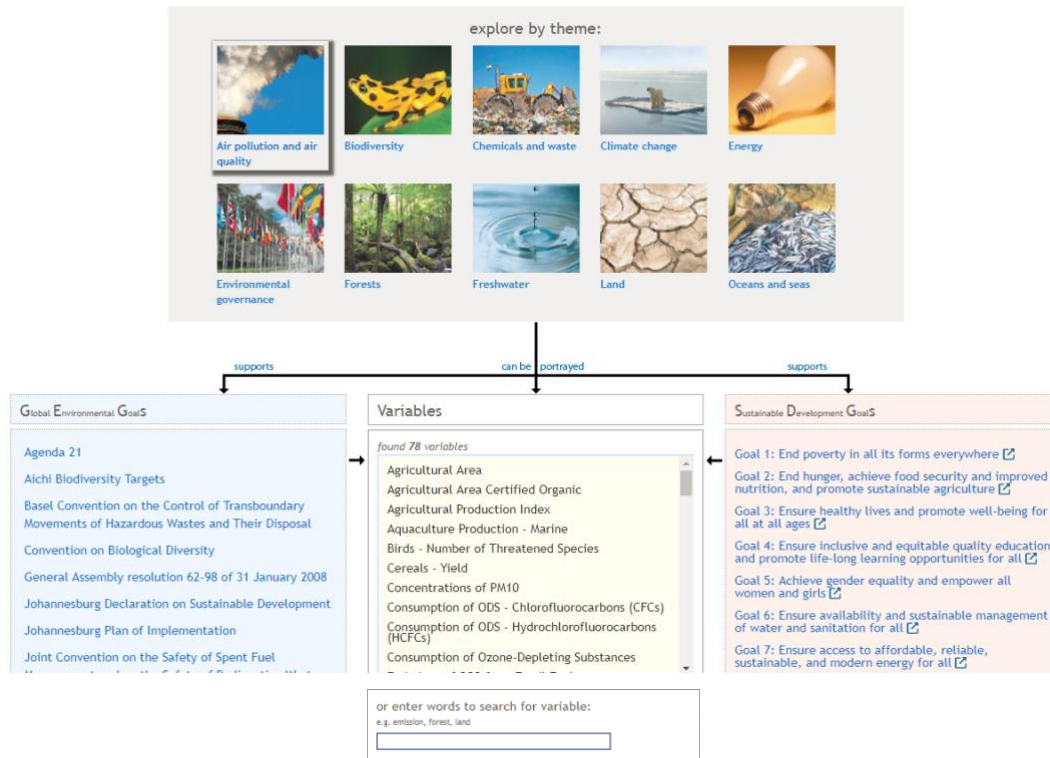 explore by theme:
Air pollution and air
quality
Biodiversity
Chemicals and waste
Climate change
Energy
Environmental
governance
Forests
Freshwater
Land
Oceans and seas
supports
can be portrayed
supports
Global Environmental Goals
Agenda 21
Aichi Biodiversity Targets
Basel Convention on the Control of Transboundary
Movements of Hazardous Wastes and Their Disposal
Convention on Biological Diversity
General Assembly resolution 62-98 of 31 January 2008
Johannesburg Declaration on Sustainable Development
Johannesburg Plan of Implementation
Joint Convention on the Safety of Spent Fuel
Variables
found 78 variables
Agricultural Area
Agricultural Area Certified Organic
Agricultural Production Index
Aquaculture Production - Marine
Birds - Number of Threatened Species
Cereals - Yield
Concentrations of PM10
Consumption of ODS - Chlorofluorocarbons (CFCs)
Consumption of ODS - Hydrochlorofluorocarbons
(HCFCs)
Consumption of Ozone-Depleting Substances
Sustainable Development Goals
Goal 1: End poverty in all its forms everywhere
Goal 2: End hunger, achieve food security and improved
nutrition, and promote sustainable agriculture
Goal 3: Ensure healthy lives and promote well-being for
all at all ages
Goal 4: Ensure inclusive and equitable quality education
and promote life-long learning opportunities for all
Goal 5: Achieve gender equality and empower all
women and girls
Goal 6: Ensure availability and sustainable management
of water and sanitation for all
Goal 7: Ensure access to affordable, reliable,
sustainable, and modern energy for all
or enter words to search for variable:
e.g. emission, forest, land